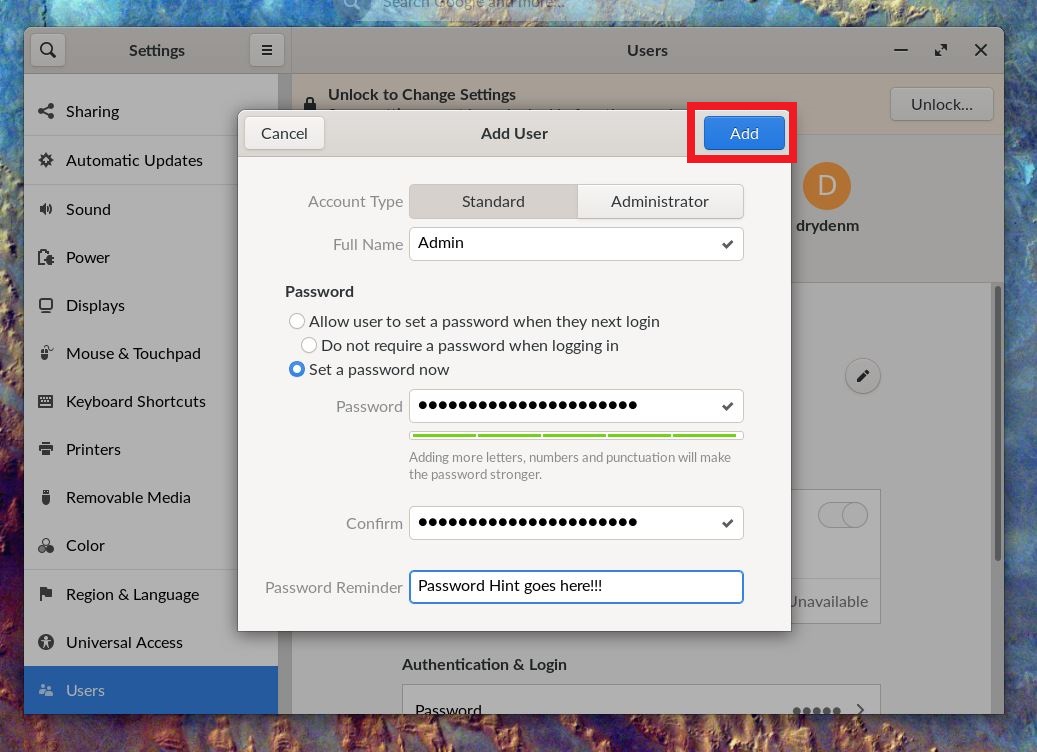 Search Google and more...
Settings
Users
Sharing
Automatic Updates
Sound
Power
Displays
Mouse & Touchpad
Keyboard Shortcuts
Printers
Removable Media
Color
Region & Language
Universal Access
Users
Unlock to Change Settings
Unlock...
D
drydenm
Cancel
Add User
Add
Account Type
Standard
Administrator
Full Name
Admin
Password
Allow user to set a password when they next login
Do not require a password when logging in
Set a password now
Password
Adding more letters, numbers and punctuation will make
the password stronger.
Confirm
Password Reminder
Password Hint goes here!!!
Unavailable
Authentication & Login
Password